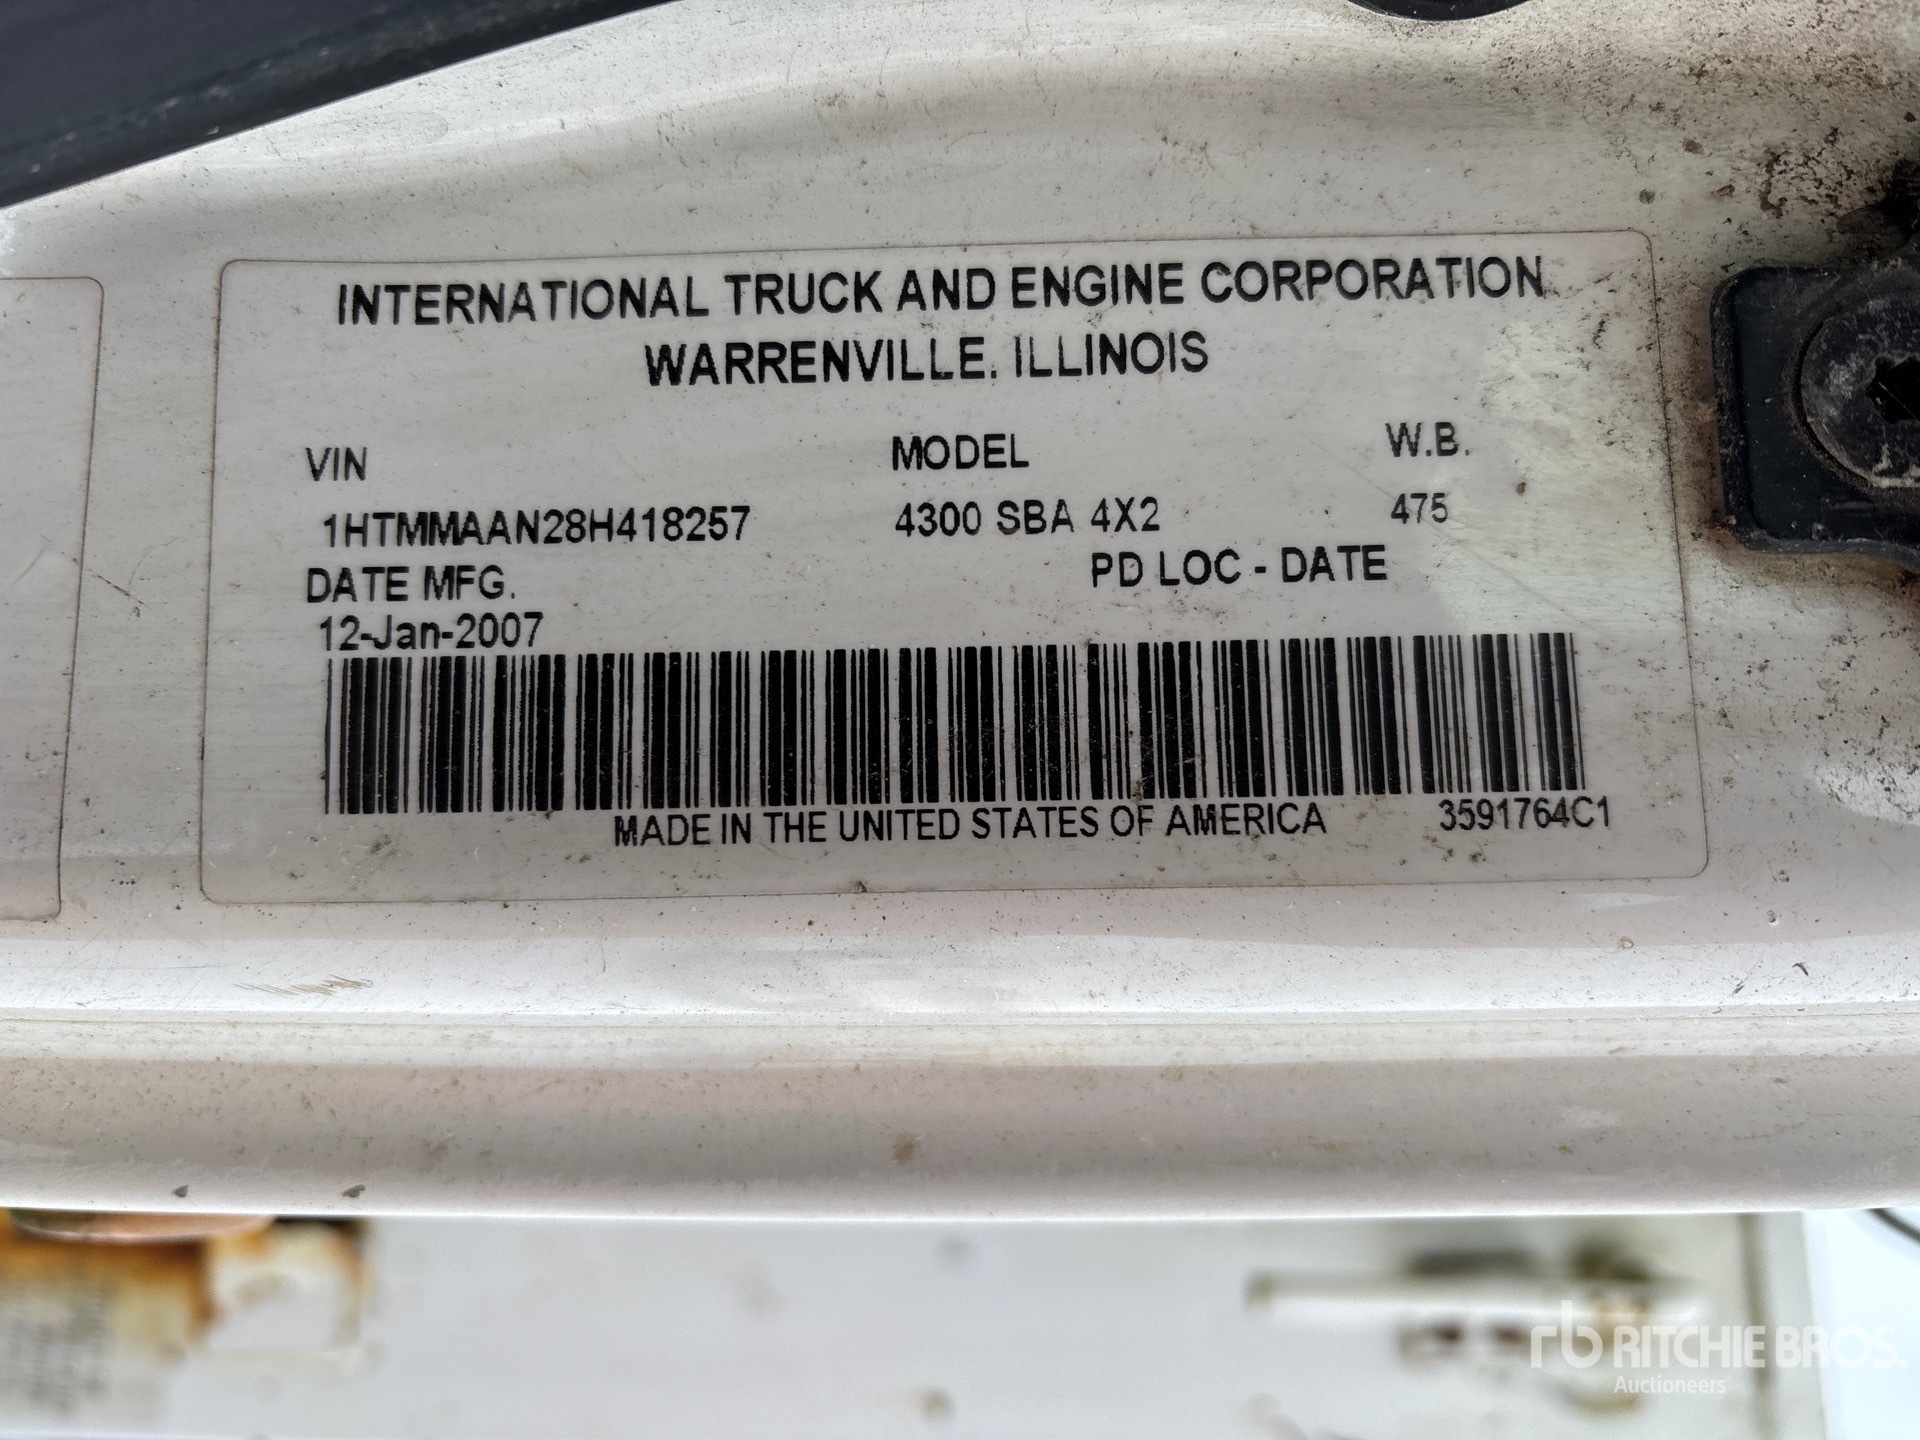 INTERNATIONAL TRUCK AND ENGINE CORPORATION
WARRENVILLE, ILLINOIS
VIN MODEL W.B.
1HTMMAAN28H418257 4300 SBA 4X2 475
DATE MFG. PD LOC - DATE
12-Jan-2007
MADE IN THE UNITED STATES OF AMERICA 3591764C1
rb RITCHIE BROS.
Auctioneers